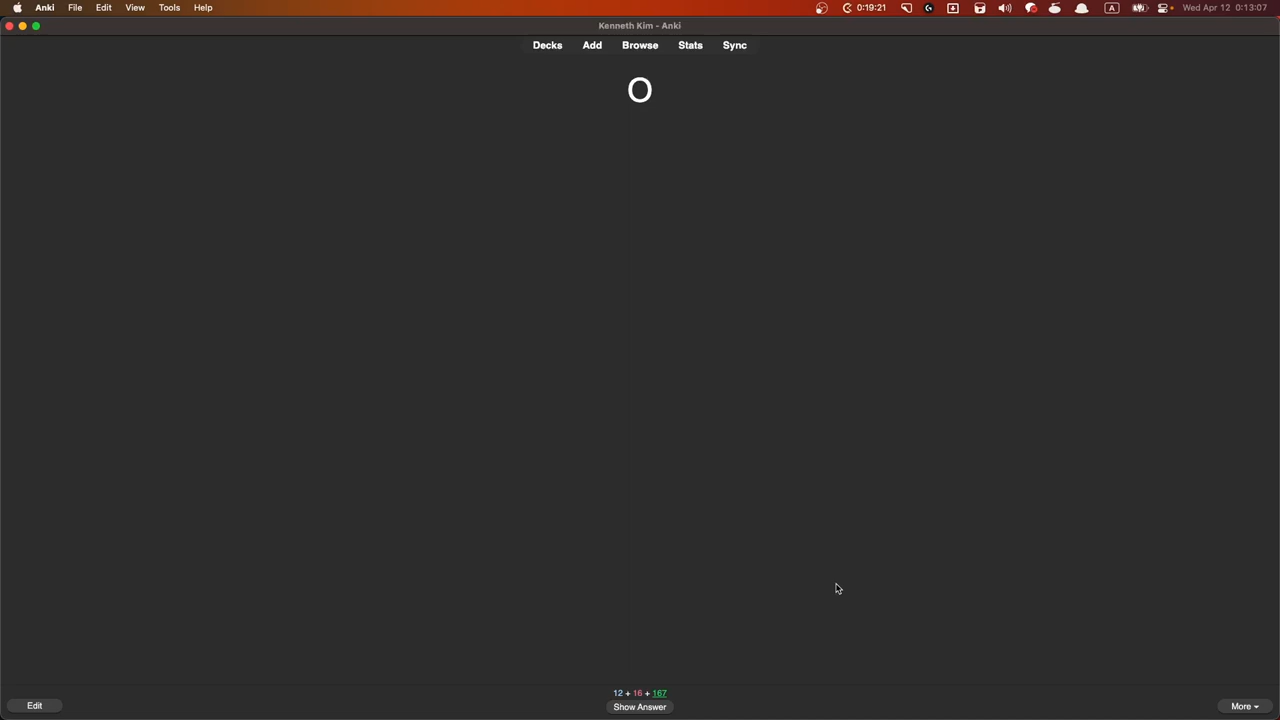 Anki File Edit View Tools Help 0:19:21 A Wed Apr 12 0:13:07
Kenneth Kim - Anki
Decks Add Browse Stats Sync
O
12 + 16 + 167
Edit Show Answer More